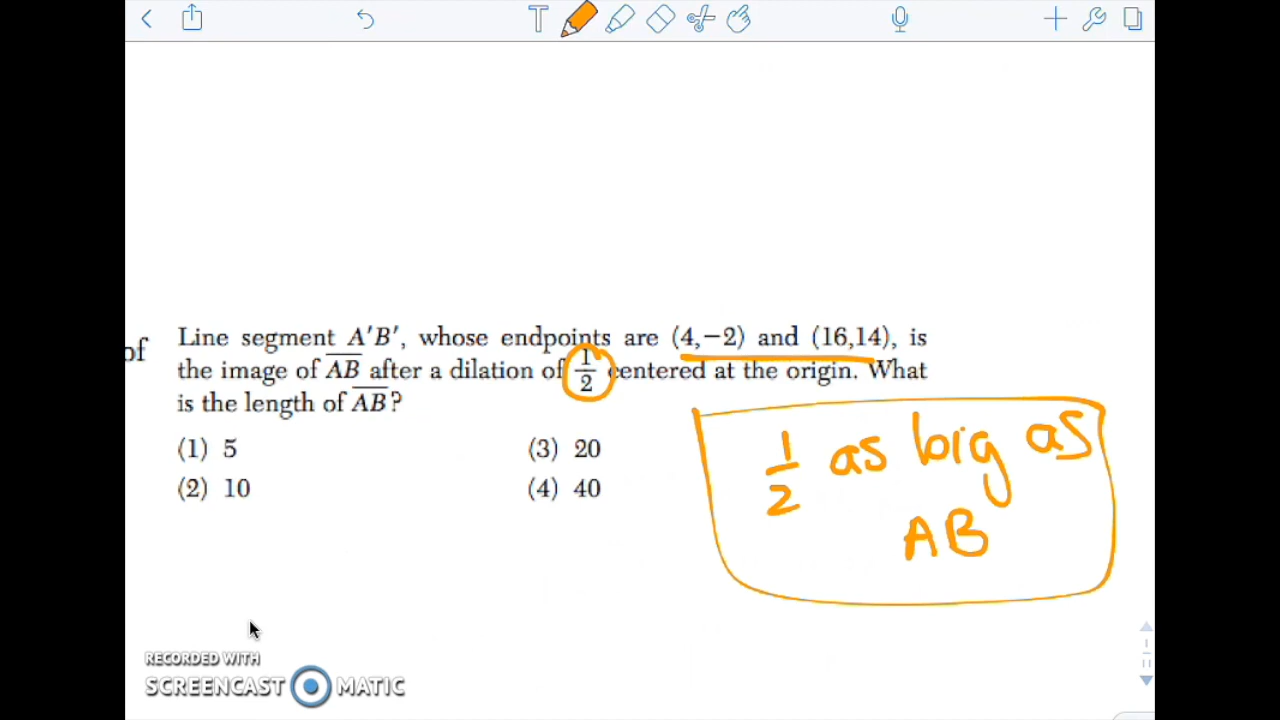 T
of
Line segment A′B′, whose endpoints are (4,−2) and (16,14), is
the image of AB after a dilation of 1/2 centered at the origin. What
is the length of AB?
(1) 5
(3) 20
(2) 10
(4) 40
1/2 as big as
AB
RECORDED WITH
SCREENCAST MATIC